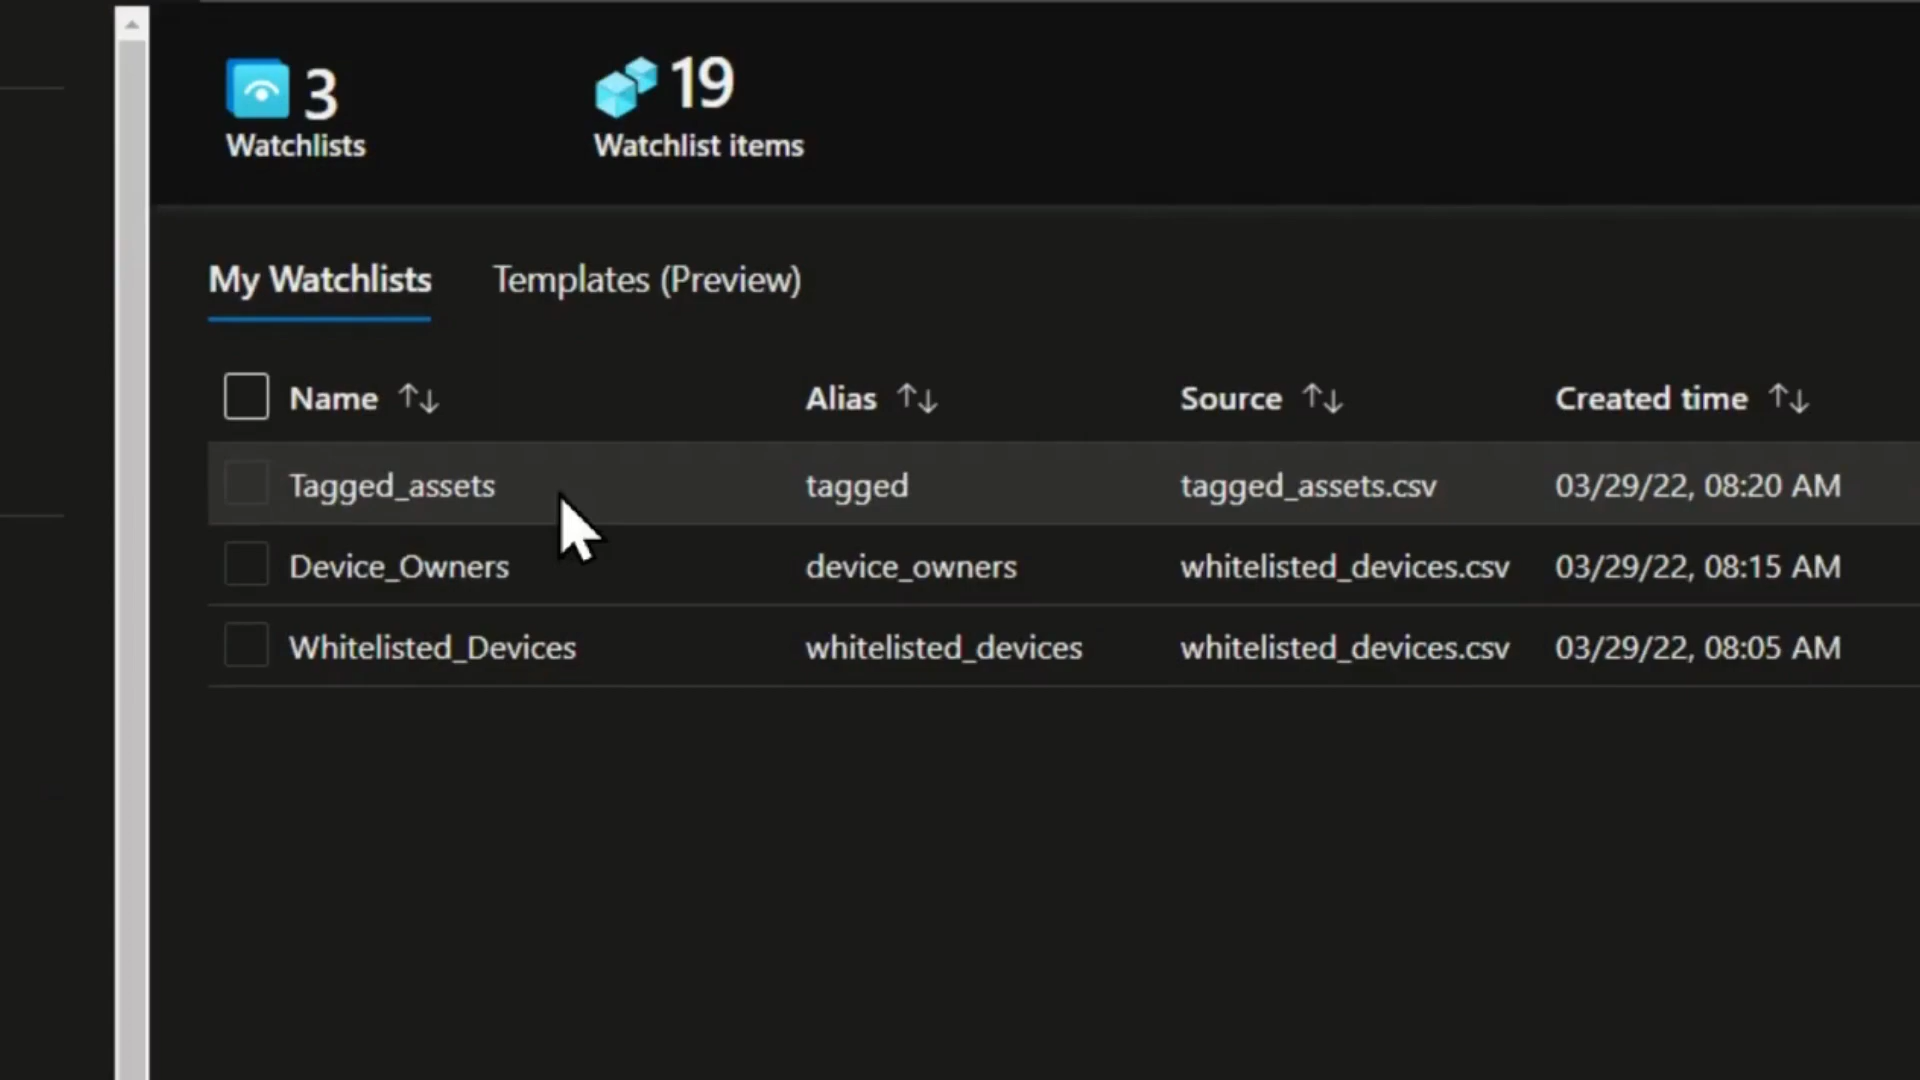 3
Watchlists
19
Watchlist items
My Watchlists Templates (Preview)
Name Alias Source Created time
Tagged_assets tagged tagged_assets.csv 03/29/22, 08:20 AM
Device_Owners device_owners whitelisted_devices.csv 03/29/22, 08:15 AM
Whitelisted_Devices whitelisted_devices whitelisted_devices.csv 03/29/22, 08:05 AM